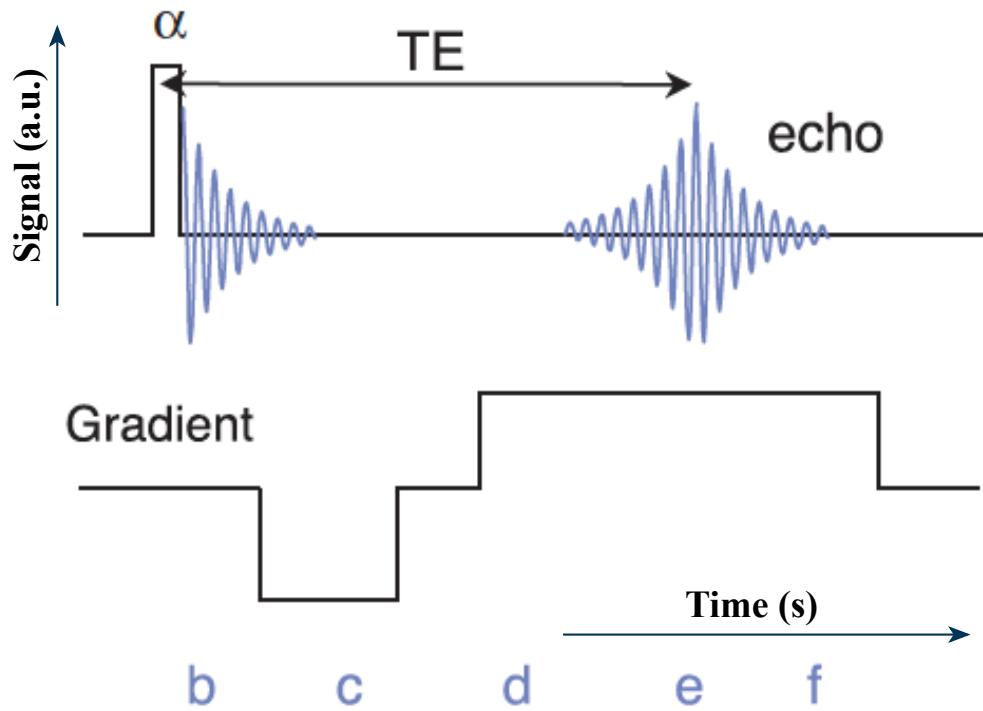 α
TE
Signal (a.u.)
echo
Gradient
Time (s)
b c d e f